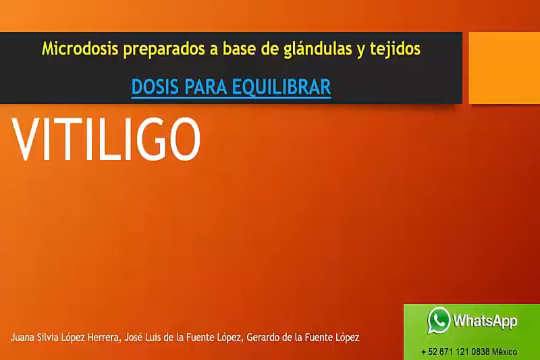 Microdosis preparados a base de glándulas y tejidos
DOSIS PARA EQUILIBRAR
VITILIGO
Juana Silvia López Herrera, José Luis de la Fuente López, Gerardo de la Fuente López
WhatsApp
+ 52 871 121 0838 Mèxico